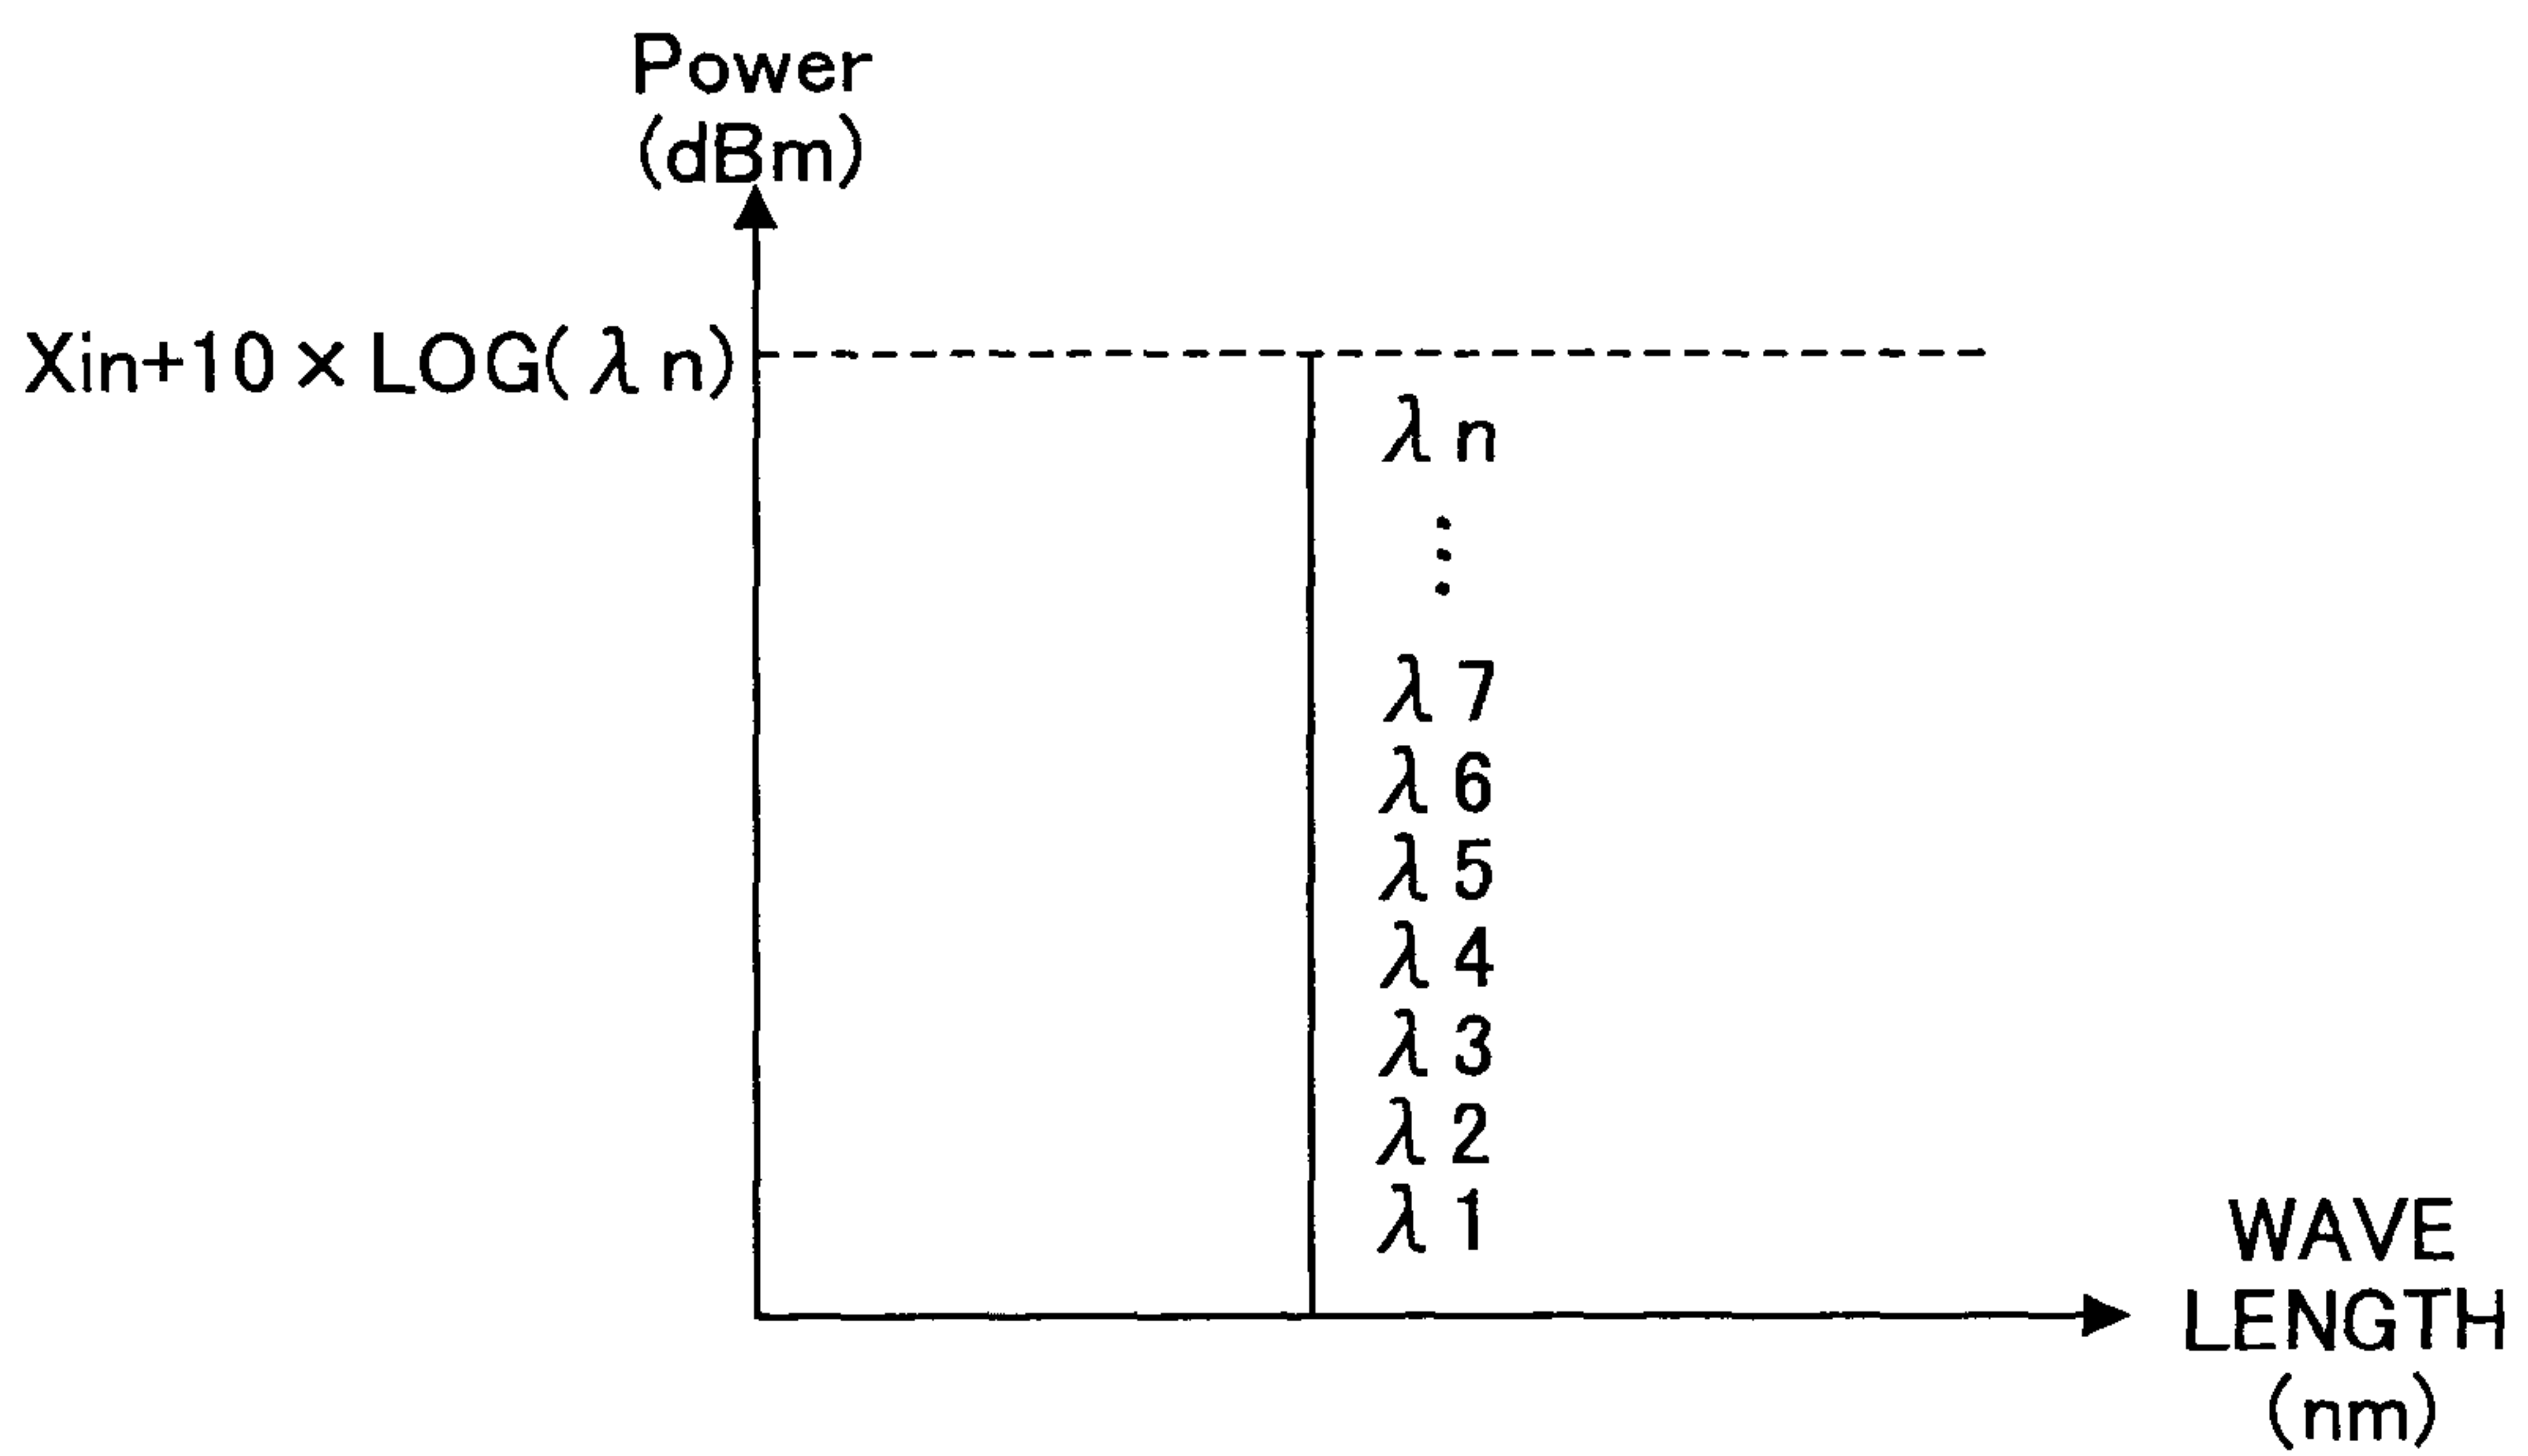 Power
(dBm)
Xin+10×LOG(λn)
λn
⋮
λ7
λ6
λ5
λ4
λ3
λ2
λ1
WAVE
LENGTH
(nm)